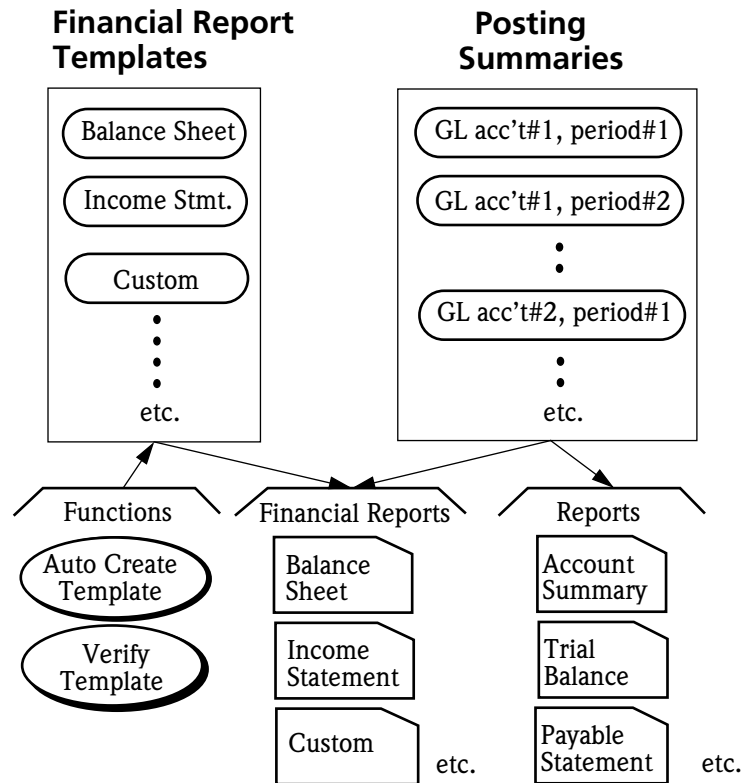 Financial Report
Templates
Balance Sheet
Income Stmt.
Custom
etc.
Posting
Summaries
GL acc't#1, period#1
GL acc't#1, period#2
GL acc't#2, period#1
etc.
Functions
Auto Create
Template
Verify
Template
Financial Reports
Balance
Sheet
Income
Statement
Custom
etc.
Reports
Account
Summary
Trial
Balance
Payable
Statement
etc.